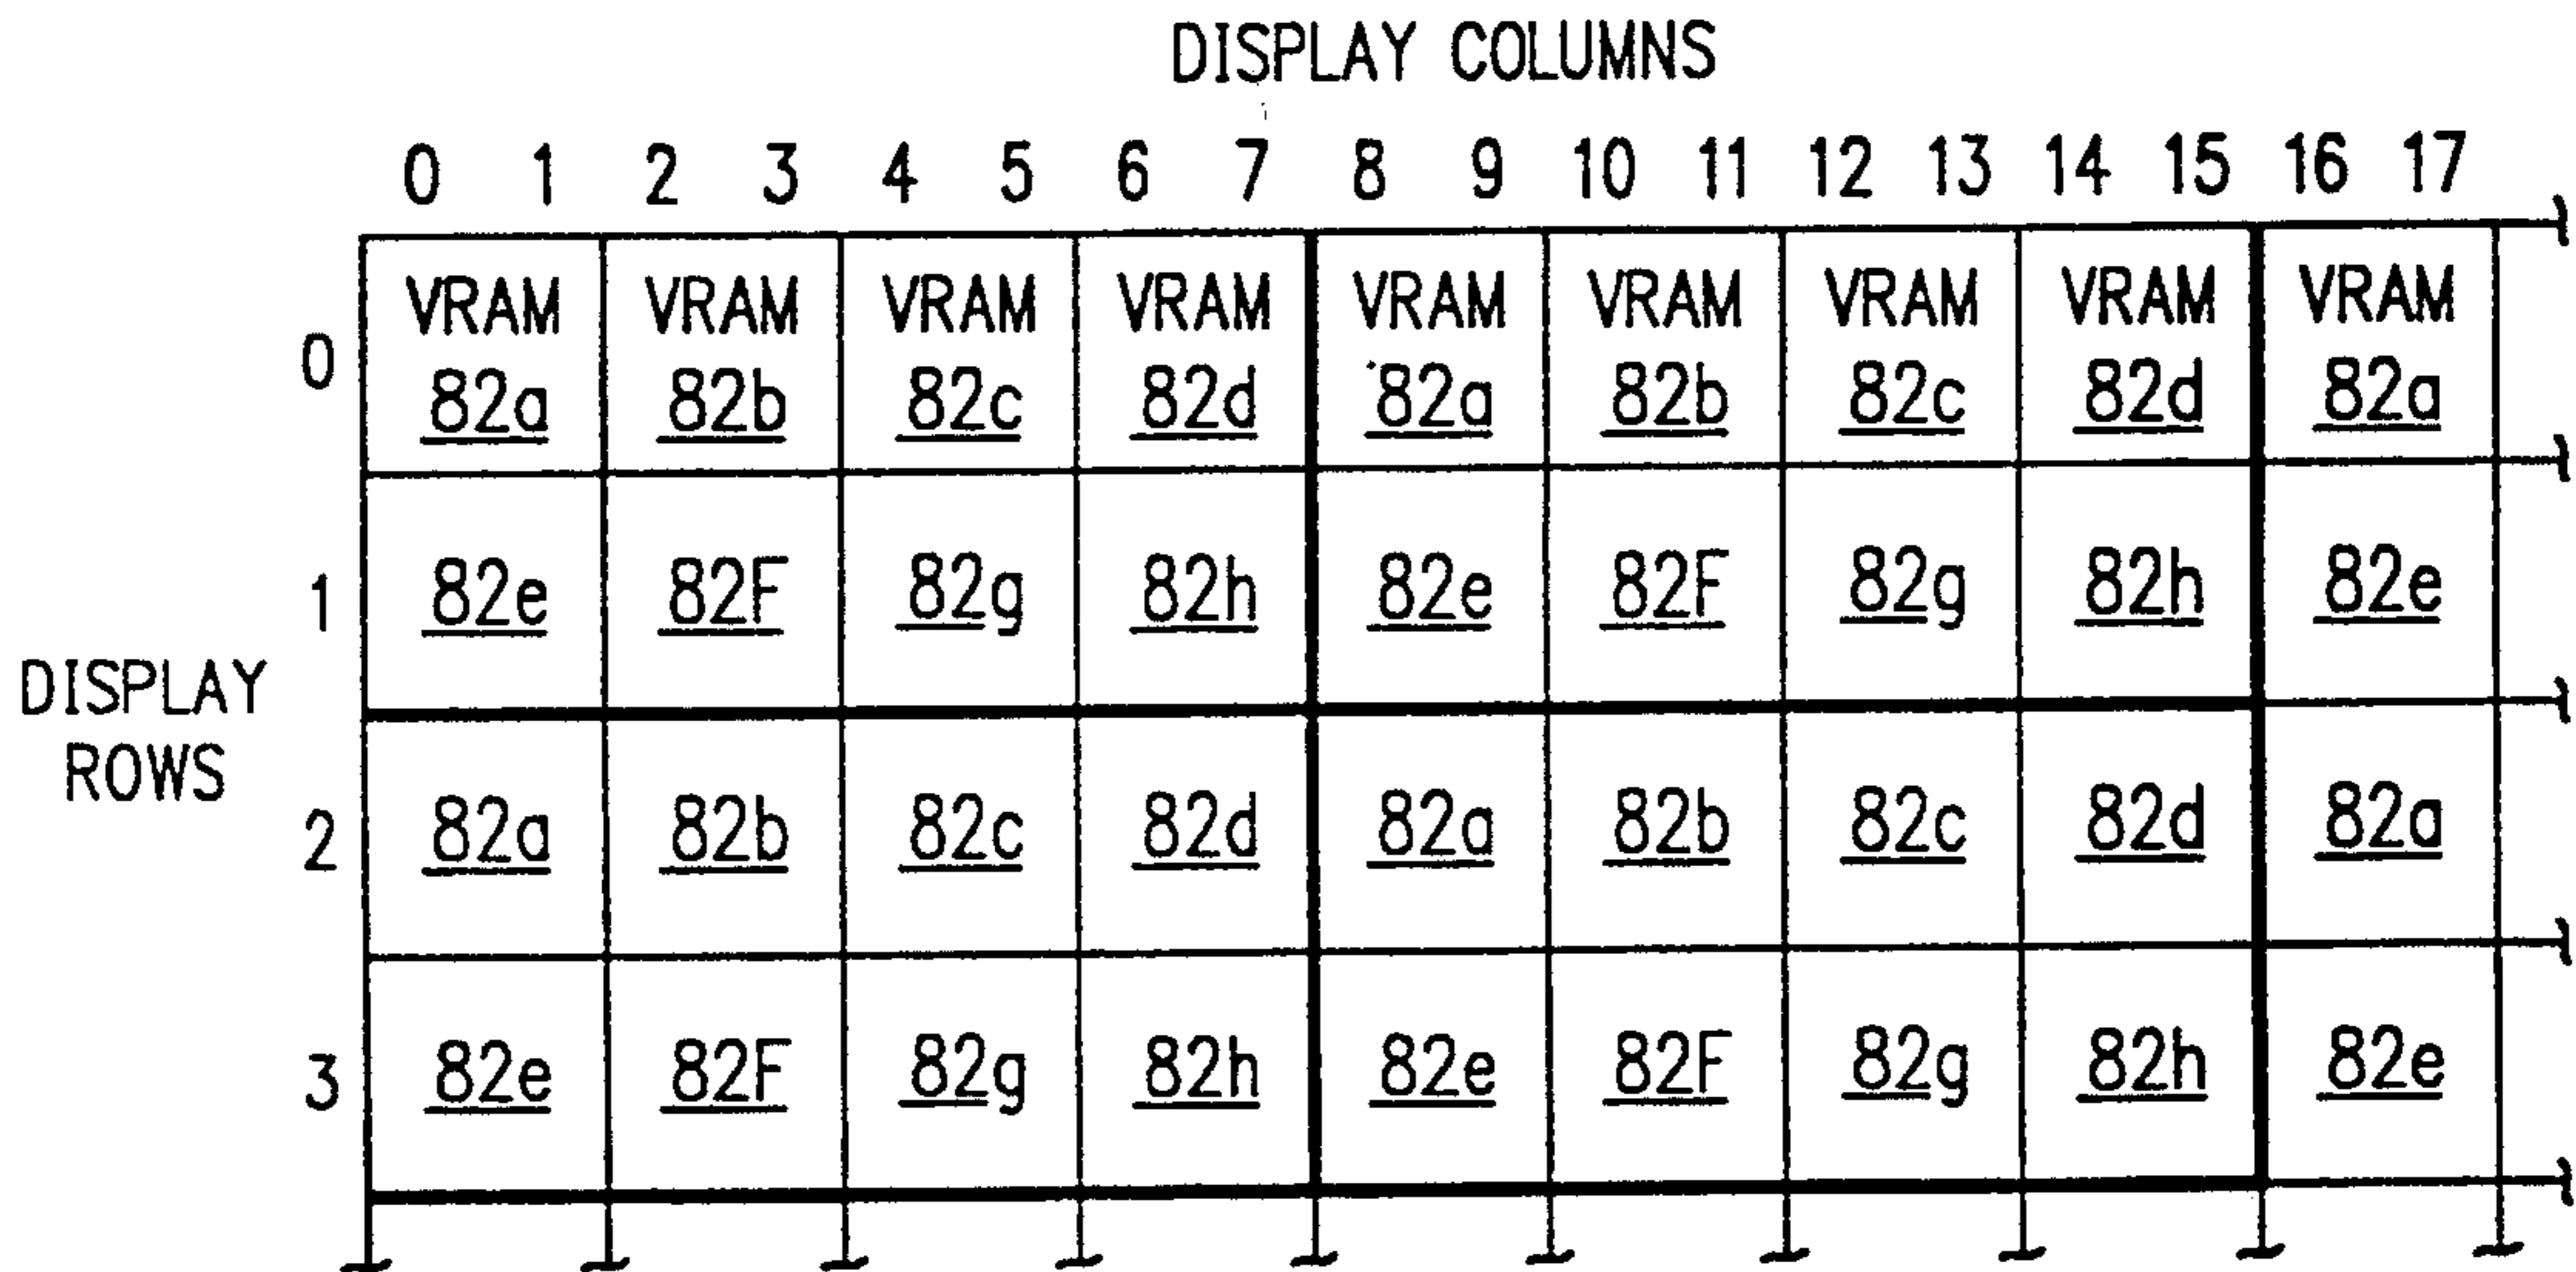 DISPLAY COLUMNS
0 1 2 3 4 5 6 7 8 9 10 11 12 13 14 15 16 17
VRAM VRAM VRAM VRAM VRAM VRAM VRAM VRAM VRAM
0 82a 82b 82c 82d 82a 82b 82c 82d 82a
1 82e 82F 82g 82h 82e 82F 82g 82h 82e
DISPLAY
ROWS
2 82a 82b 82c 82d 82a 82b 82c 82d 82a
3 82e 82F 82g 82h 82e 82F 82g 82h 82e